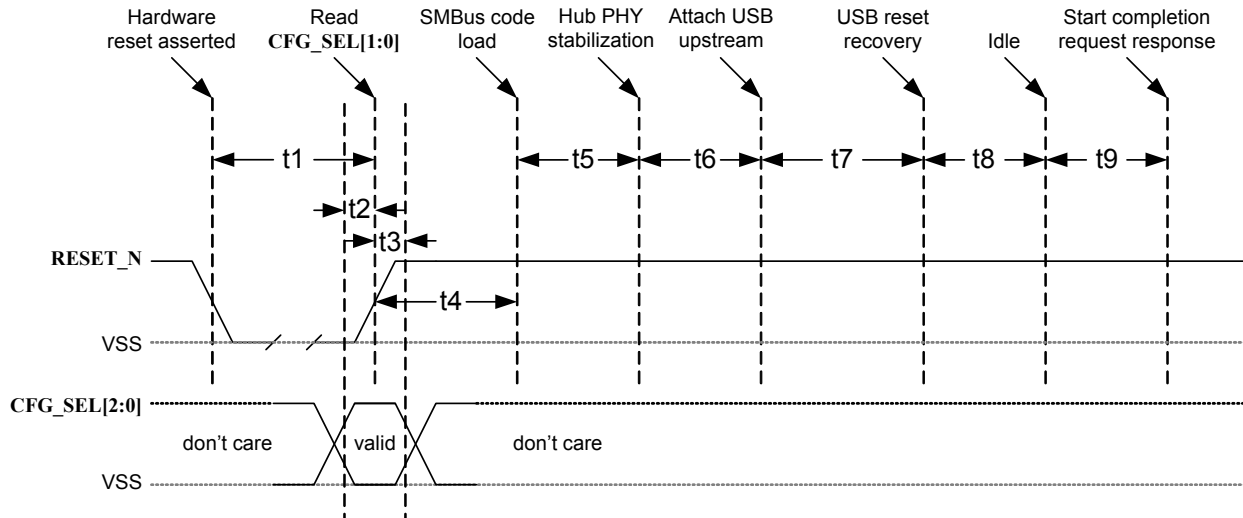 Hardware
reset asserted
Read
CFG_SEL[1:0]
SMBus code
load
Hub PHY
stabilization
Attach USB
upstream
USB reset
recovery
Idle
Start completion
request response
t1
t5
t6
t7
t8
t9
t2
t3
RESET_N
t4
VSS
CFG_SEL[2:0]
don't care
valid
don't care
VSS